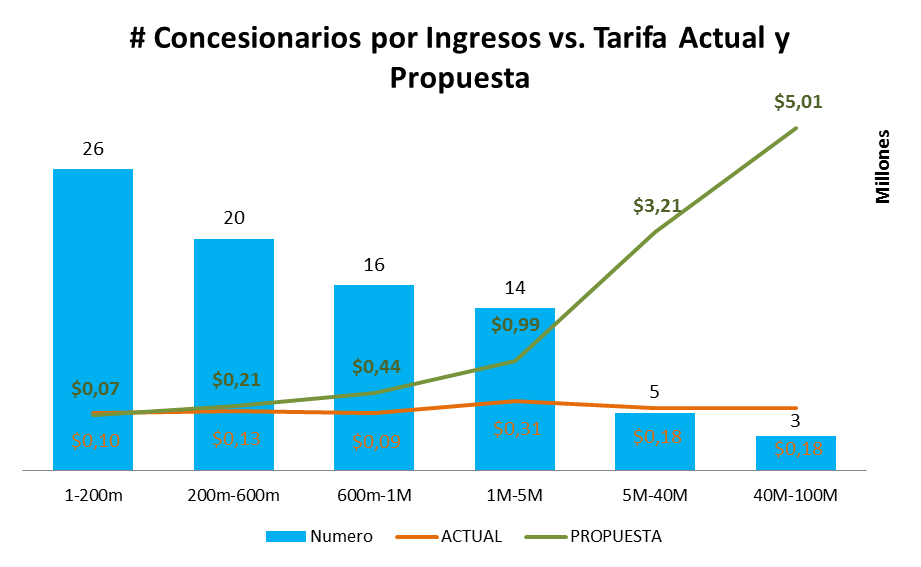 # Concesionarios por Ingresos vs. Tarifa Actual y
Propuesta
$5,01
Millones
26
20
$3,21
16
14
$0,99
$0,44
$0,21
$0,07
5
3
$0,10
$0,13
$0,09
$0,31
$0,18
$0,18
1-200m
200m-600m
600m-1M
1M-5M
5M-40M
40M-100M
Numero
ACTUAL
PROPUESTA